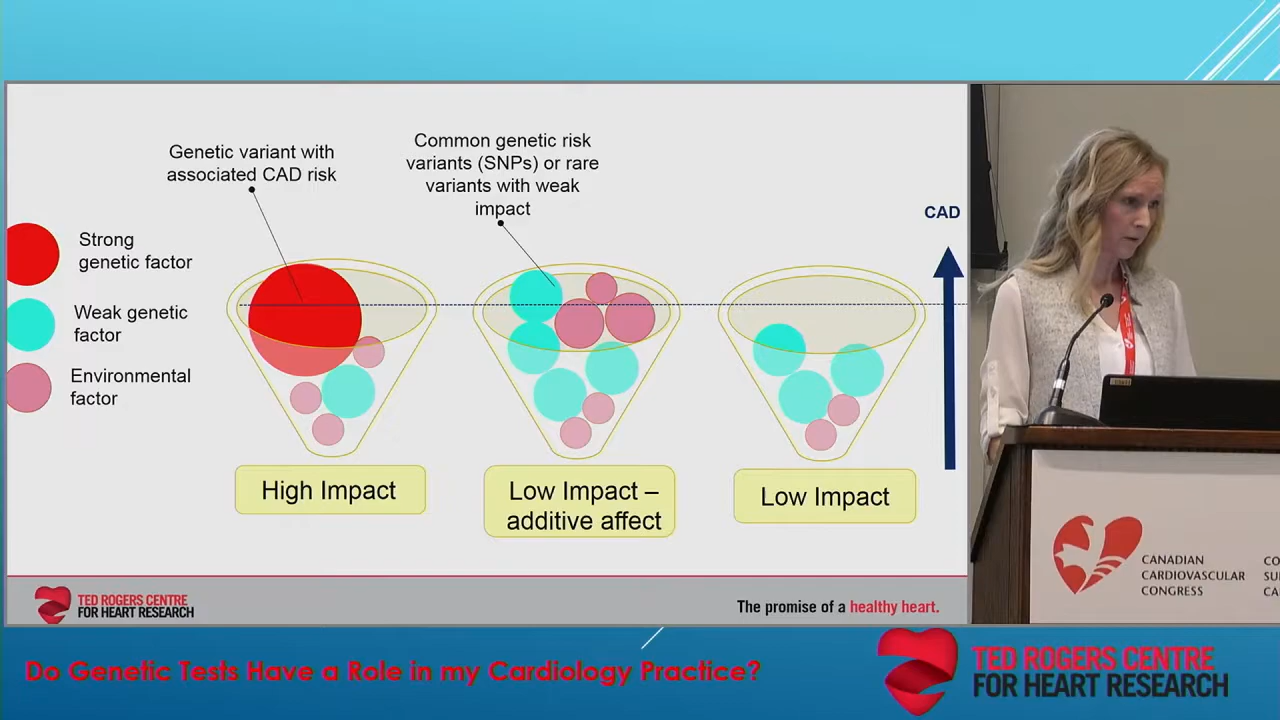 Genetic variant with
associated CAD risk
Common genetic risk
variants (SNPs) or rare
variants with weak
impact
CAD
Strong
genetic factor
Weak genetic
factor
Environmental
factor
High Impact
Low Impact –
additive affect
Low Impact
TED ROGERS CENTRE
FOR HEART RESEARCH
The promise of a healthy heart.
CANADIAN
CARDIOVASCULAR
CONGRESS
CO
SU
CA
Do Genetic Tests Have a Role in my Cardiology Practice?
TED ROGERS CENTRE
FOR HEART RESEARCH